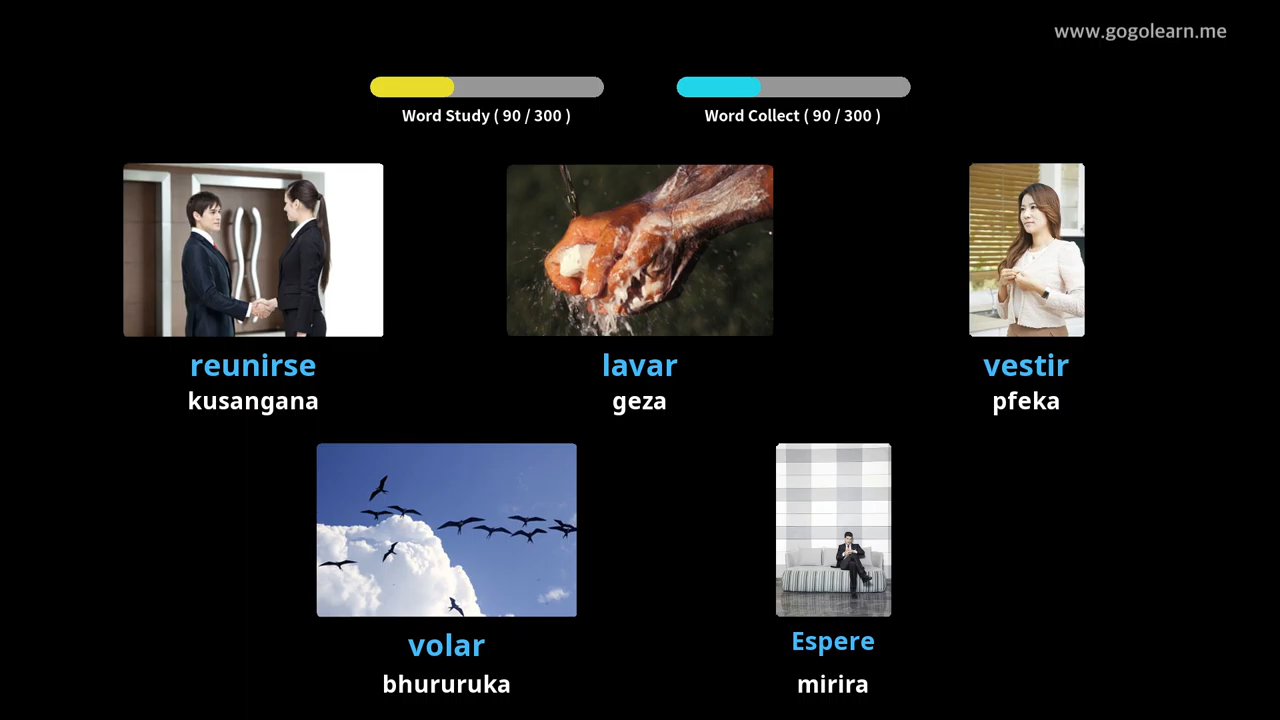 www.gogolearn.me
Word Study ( 90 / 300 )
Word Collect ( 90 / 300 )
reunirse
kusangana
lavar
geza
vestir
pfeka
volar
bhururuka
Espere
mirira